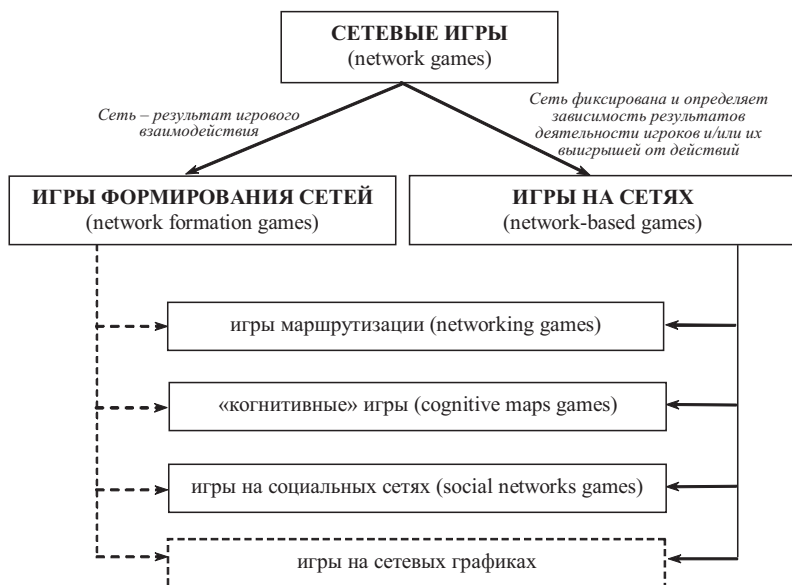 СЕТЕВЫЕ ИГРЫ
(network games)
Сеть – результат игрового
взаимодействия
Сеть фиксирована и определяет
зависимость результатов
деятельности игроков и/или их
выигрышей от действий
ИГРЫ ФОРМИРОВАНИЯ СЕТЕЙ
(network formation games)
ИГРЫ НА СЕТЯХ
(network-based games)
игры маршрутизации (networking games)
«когнитивные» игры (cognitive maps games)
игры на социальных сетях (social networks games)
игры на сетевых графиках